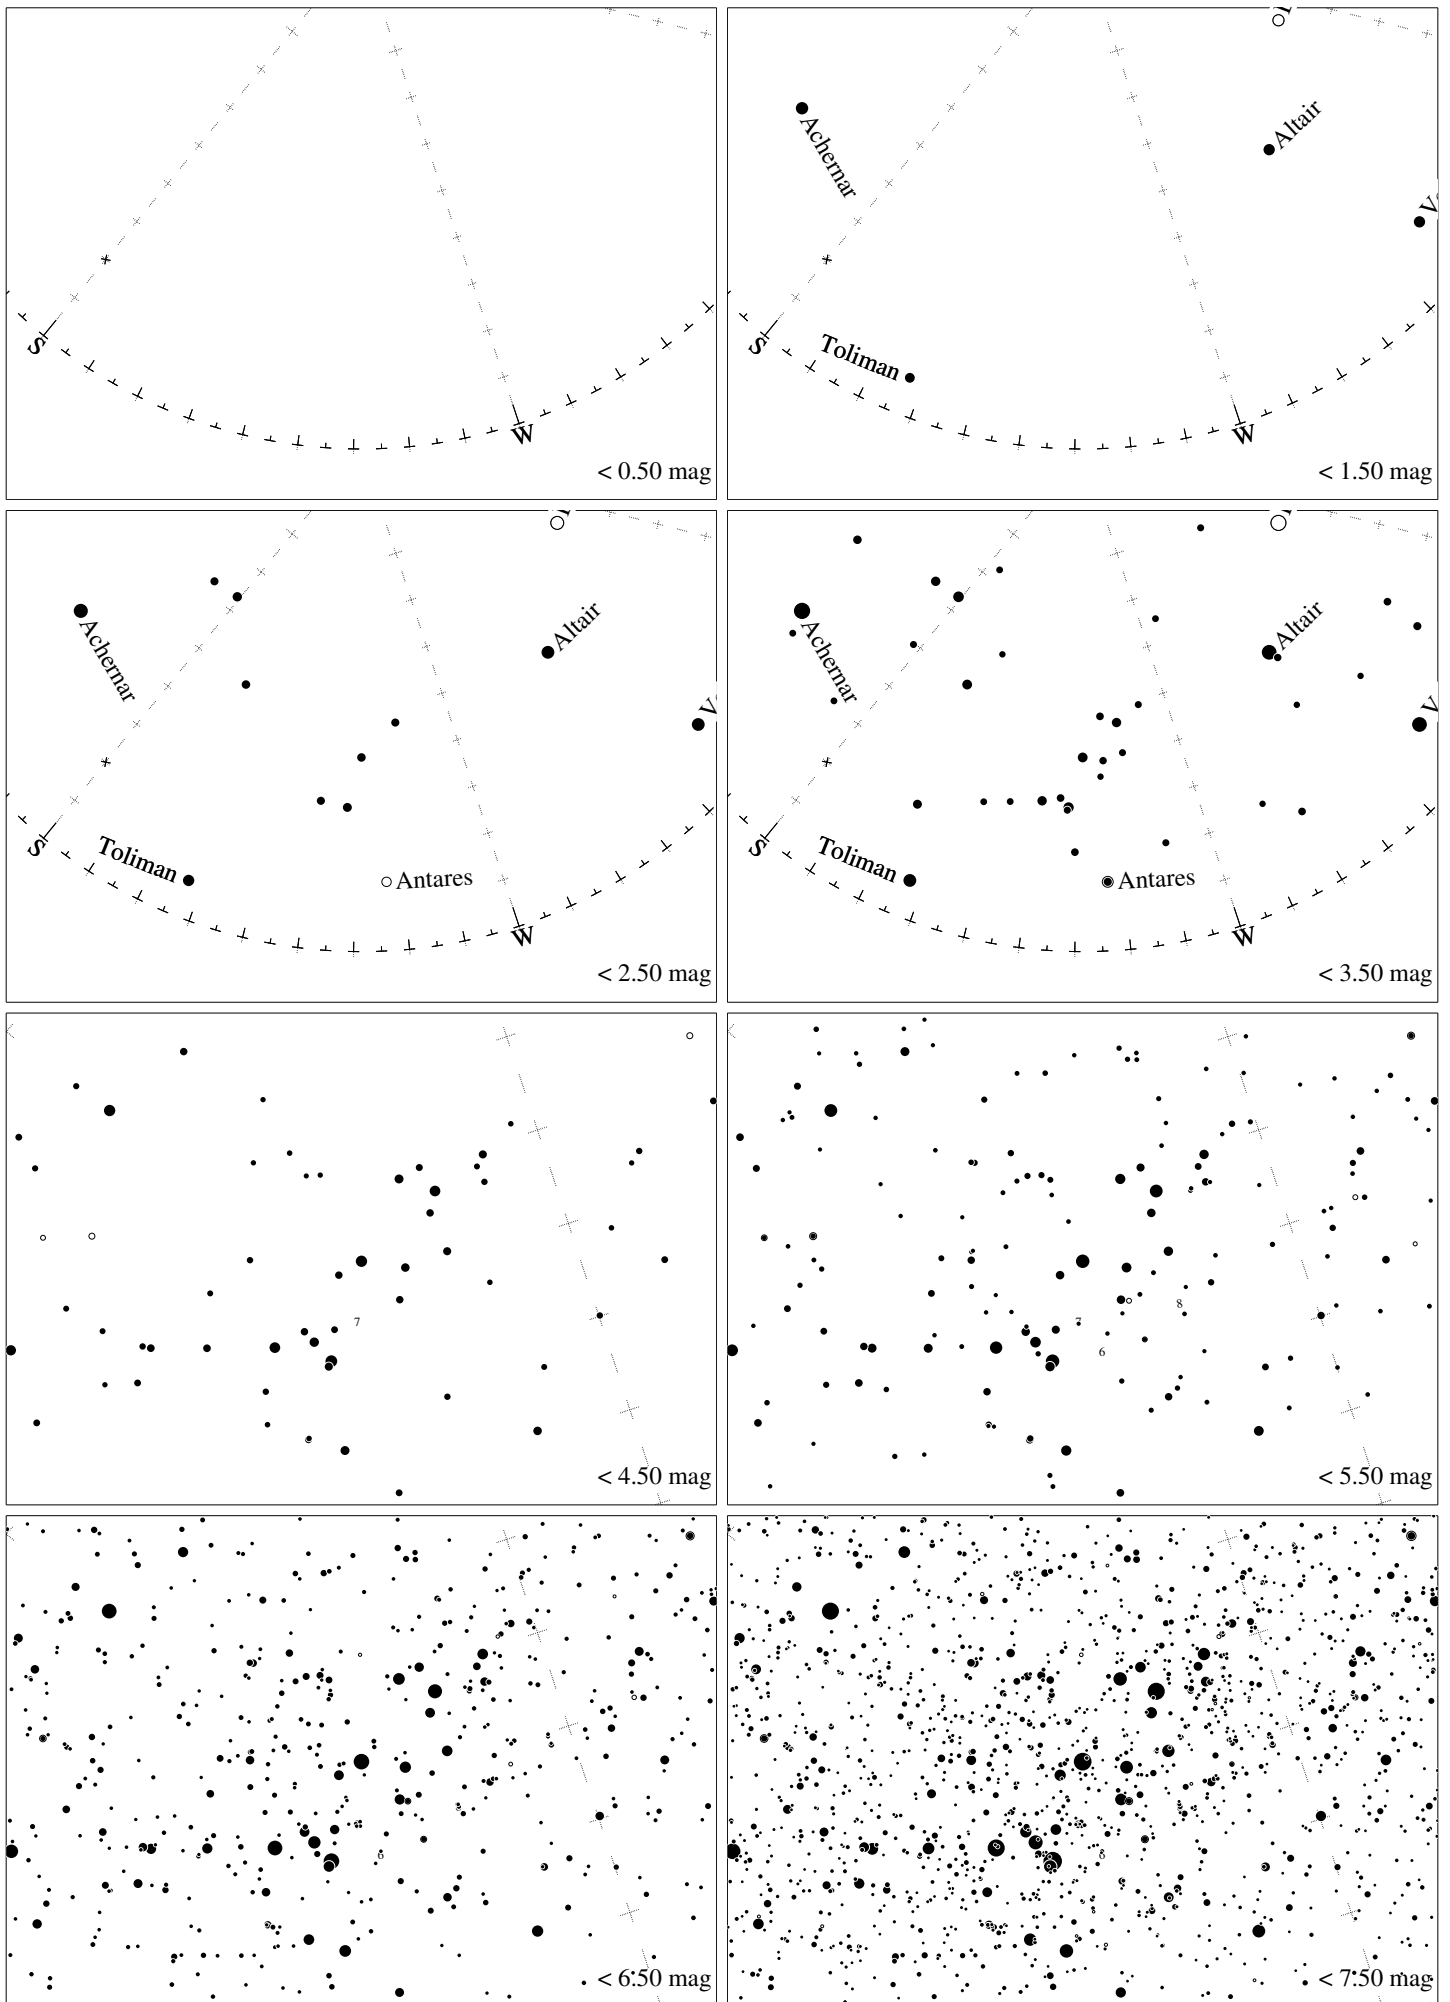 S
W
< 0.50 mag
Achernar
Altair
V
Toliman
S
W
< 1.50 mag
Achernar
Altair
V
Toliman
Antares
S
W
< 2.50 mag
Achernar
Altair
V
Toliman
Antares
S
W
< 3.50 mag
7
< 4.50 mag
8
7
6
< 5.50 mag
6
< 6.50 mag
6
< 7.50 mag